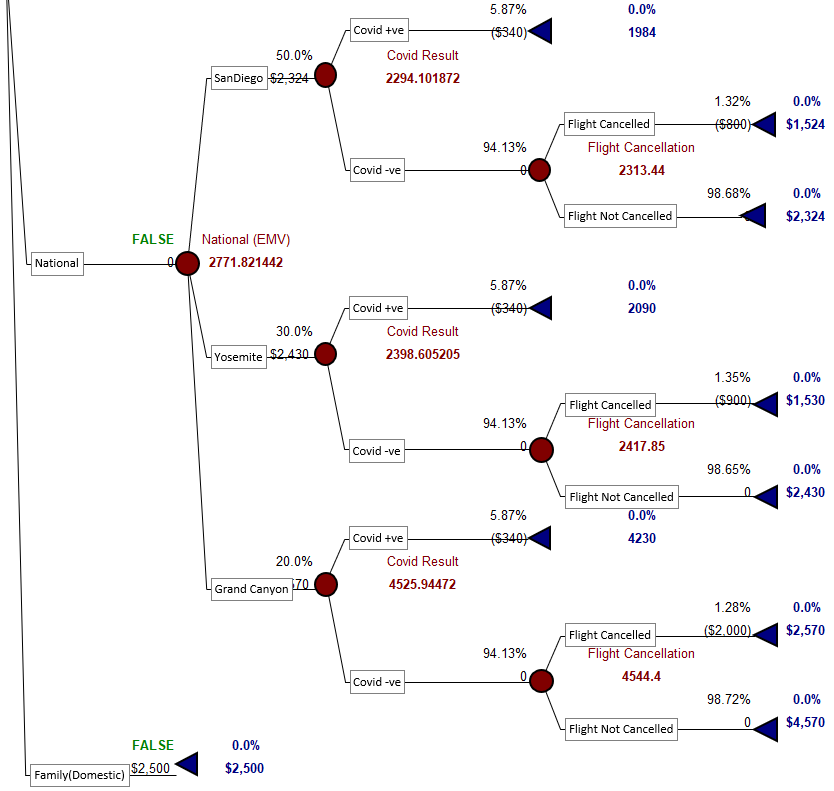 5.87% 0.0%
Covid +ve ($340) 1984
50.0% Covid Result
SanDiego $2,324 2294.101872
1.32% 0.0%
Flight Cancelled ($800) $1,524
94.13% Flight Cancellation
Covid -ve 0 2313.44
98.68% 0.0%
Flight Not Cancelled $2,324
FALSE National (EMV)
National 0 2771.821442
5.87% 0.0%
Covid +ve ($340) 2090
30.0% Covid Result
Yosemite $2,430 2398.605205
1.35% 0.0%
Flight Cancelled ($900) $1,530
94.13% Flight Cancellation
Covid -ve 0 2417.85
98.65% 0.0%
Flight Not Cancelled 0 $2,430
5.87% 0.0%
Covid +ve ($340) 4230
20.0% Covid Result
Grand Canyon 70 4525.94472
1.28% 0.0%
Flight Cancelled ($2,000) $2,570
94.13% Flight Cancellation
Covid -ve 0 4544.4
98.72% 0.0%
Flight Not Cancelled 0 $4,570
FALSE 0.0%
Family(Domestic) $2,500 $2,500